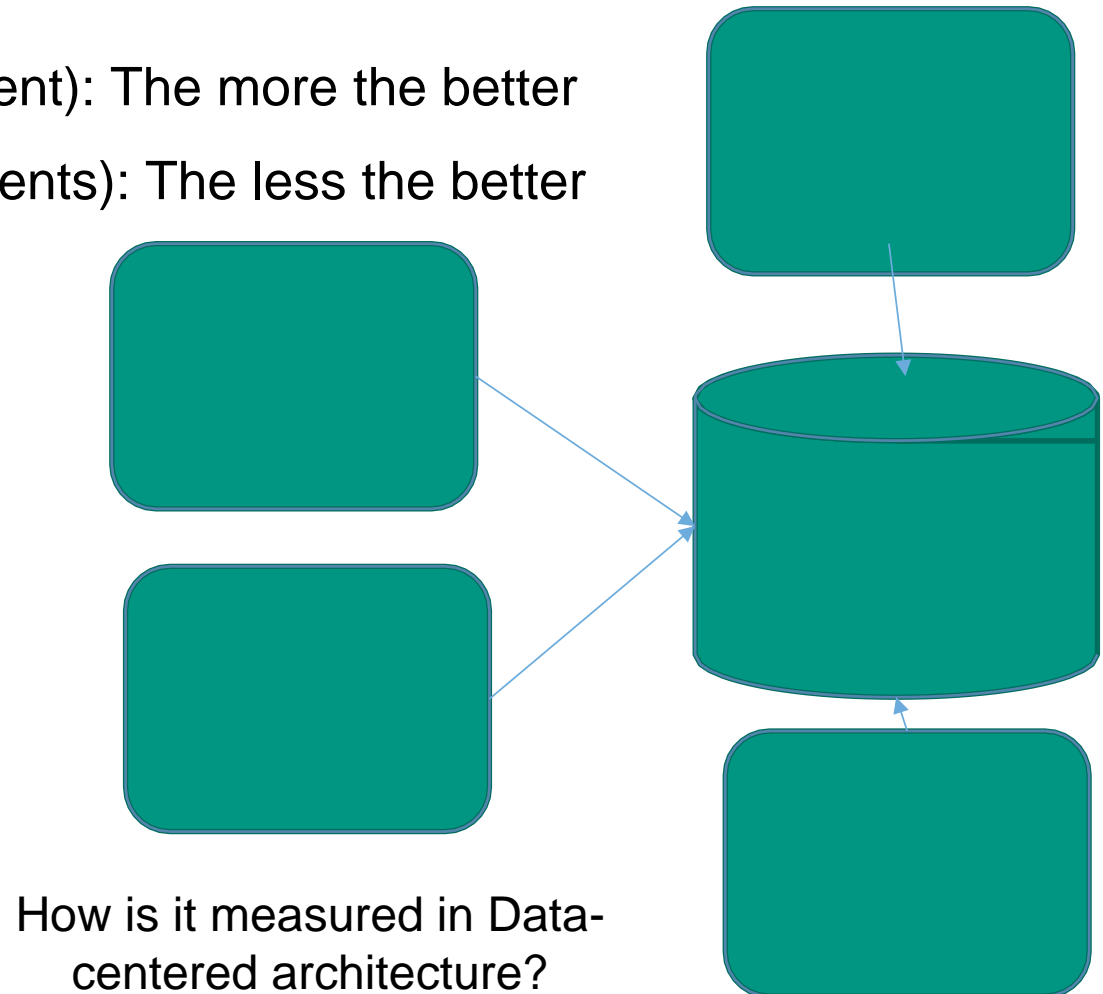 ent): The more the better
ents): The less the better
How is it measured in Data-
centered architecture?